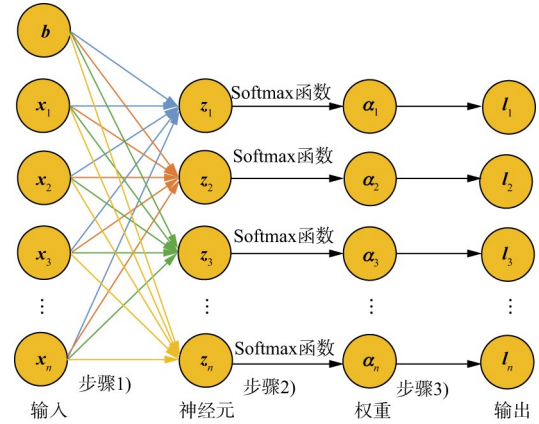 b
x₁ z₁ Softmax函数 α₁ l₁
x₂ z₂ Softmax函数 α₂ l₂
x₃ z₃ Softmax函数 α₃ l₃
⋮ ⋮ ⋮ ⋮
xₙ zₙ Softmax函数 αₙ lₙ
步骤1) 步骤2) 步骤3)
输入 神经元 权重 输出